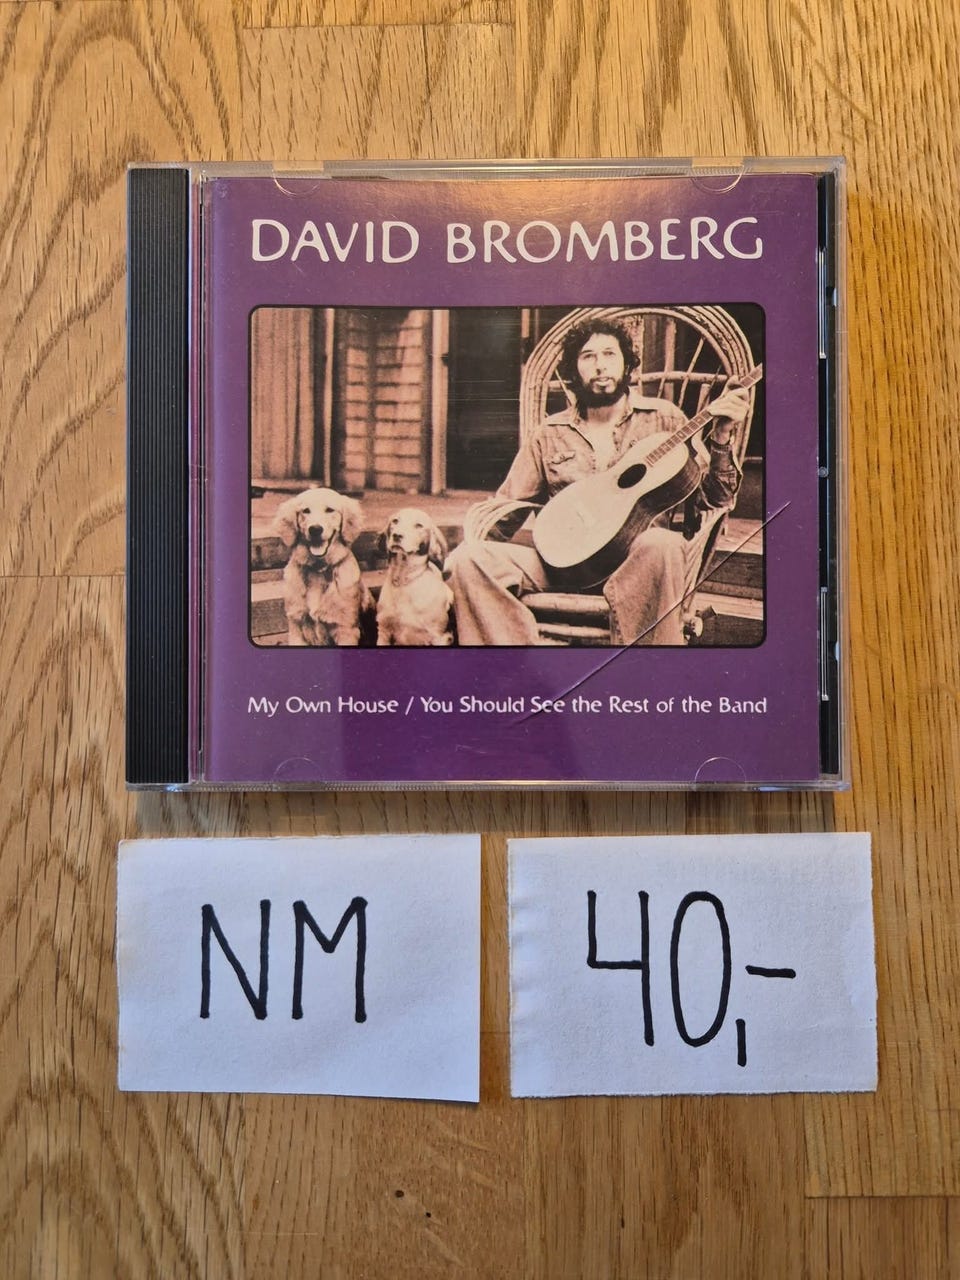 DAVID BROMBERG
My Own House / You Should See the Rest of the Band
NM
40,-